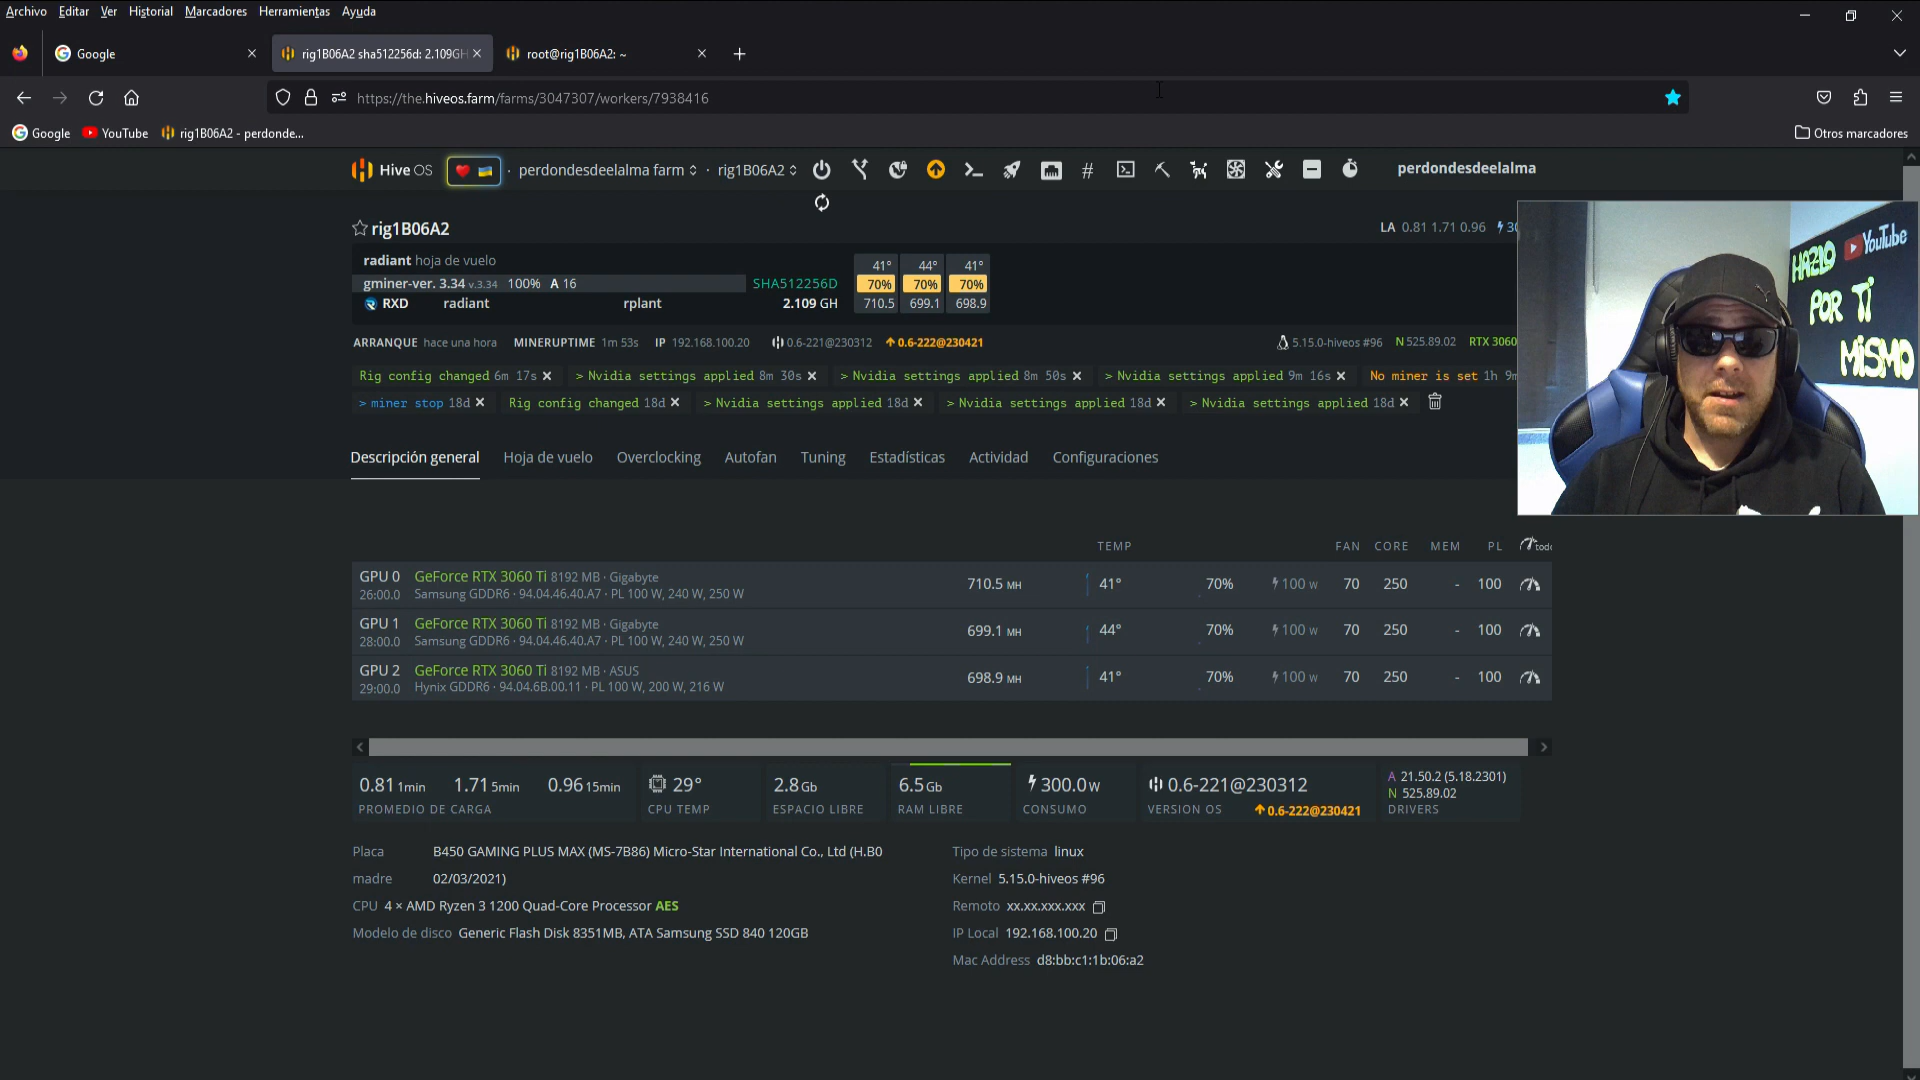 Archivo Editar Ver Historial Marcadores Herramientas Ayuda
Google
rig1B06A2 sha512256d: 2.109GH
root@rig1B06A2: ~
https://the.hiveos.farm/farms/3047307/workers/7938416
Google YouTube rig1B06A2 - perdonde... Otros marcadores
Hive OS · perdondesdeelalma farm · rig1B06A2 perdondesdeelalma
rig1B06A2 LA 0.81 1.71 0.96
radiant hoja de vuelo 41° 44° 41°
gminer-ver. 3.34 v.3.34 100% A 16 SHA512256D 70% 70% 70%
RXD radiant rplant 2.109 GH 710.5 699.1 698.9
ARRANQUE hace una hora MINERUPTIME 1m 53s IP 192.168.100.20 0.6-221@230312 0.6-222@230421 5.15.0-hiveos #96 N 525.89.02 RTX 3060
Rig config changed 6m 17s > Nvidia settings applied 8m 30s > Nvidia settings applied 8m 50s > Nvidia settings applied 9m 16s No miner is set 1h 9m
> miner stop 18d Rig config changed 18d > Nvidia settings applied 18d > Nvidia settings applied 18d > Nvidia settings applied 18d
HAZLO YouTube
POR Ti
MiSMO
Descripción general Hoja de vuelo Overclocking Autofan Tuning Estadísticas Actividad Configuraciones
TEMP FAN CORE MEM PL todo
GPU 0 GeForce RTX 3060 Ti 8192 MB · Gigabyte 710.5 MH 41° 70% 100 W 70 250 - 100
26:00.0 Samsung GDDR6 · 94.04.46.40.A7 · PL 100 W, 240 W, 250 W
GPU 1 GeForce RTX 3060 Ti 8192 MB · Gigabyte 699.1 MH 44° 70% 100 W 70 250 - 100
28:00.0 Samsung GDDR6 · 94.04.46.40.A7 · PL 100 W, 240 W, 250 W
GPU 2 GeForce RTX 3060 Ti 8192 MB · ASUS 698.9 MH 41° 70% 100 W 70 250 - 100
29:00.0 Hynix GDDR6 · 94.04.6B.00.11 · PL 100 W, 200 W, 216 W
0.81 1min 1.71 5min 0.96 15min 29° 2.8 Gb 6.5 Gb 300.0 W 0.6-221@230312 A 21.50.2 (5.18.2301)
N 525.89.02
PROMEDIO DE CARGA CPU TEMP ESPACIO LIBRE RAM LIBRE CONSUMO VERSION OS 0.6-222@230421 DRIVERS
Placa madre B450 GAMING PLUS MAX (MS-7B86) Micro-Star International Co., Ltd (H.B0
02/03/2021)
CPU 4 × AMD Ryzen 3 1200 Quad-Core Processor AES
Modelo de disco Generic Flash Disk 8351MB, ATA Samsung SSD 840 120GB
Tipo de sistema linux
Kernel 5.15.0-hiveos #96
Remoto xx.xx.xxx.xxx
IP Local 192.168.100.20
Mac Address d8:bb:c1:1b:06:a2